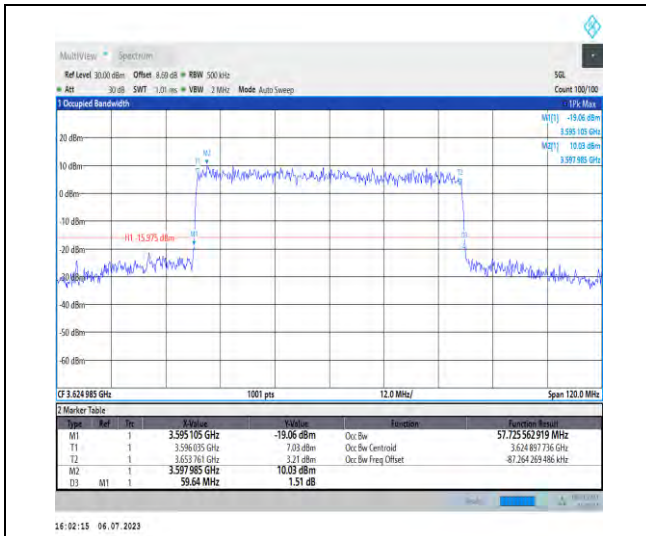 MultiView Spectrum
Ref Level 30.00 dBm Offset 8.69 dB RBW 500 kHz SGL
Att 30 dB SWT 1.01 ms VBW 2 MHz Mode Auto Sweep Count 100/100
1 Occupied Bandwidth 1Pk Max
M1[1] -19.06 dBm
3.595 105 GHz
M2[1] 10.03 dBm
3.597 985 GHz
20 dBm
M2
T1 T2
10 dBm
0 dBm
-10 dBm
H1 -15.975 dBm
M1
-20 dBm
-30 dBm
-40 dBm
-50 dBm
-60 dBm
CF 3.624 985 GHz 1001 pts 12.0 MHz/ Span 120.0 MHz
2 Marker Table
Type Ref Trc X-Value Y-Value Function Function Result
M1 1 3.595 105 GHz -19.06 dBm Occ Bw 57.725 562 919 MHz
T1 1 3.596 035 GHz 7.03 dBm Occ Bw Centroid 3.624 897 736 GHz
T2 1 3.653 761 GHz 3.21 dBm Occ Bw Freq Offset -87.264 269 486 kHz
M2 1 3.597 985 GHz 10.03 dBm
D3 M1 1 59.64 MHz 1.51 dB
16:02:15 06.07.2023